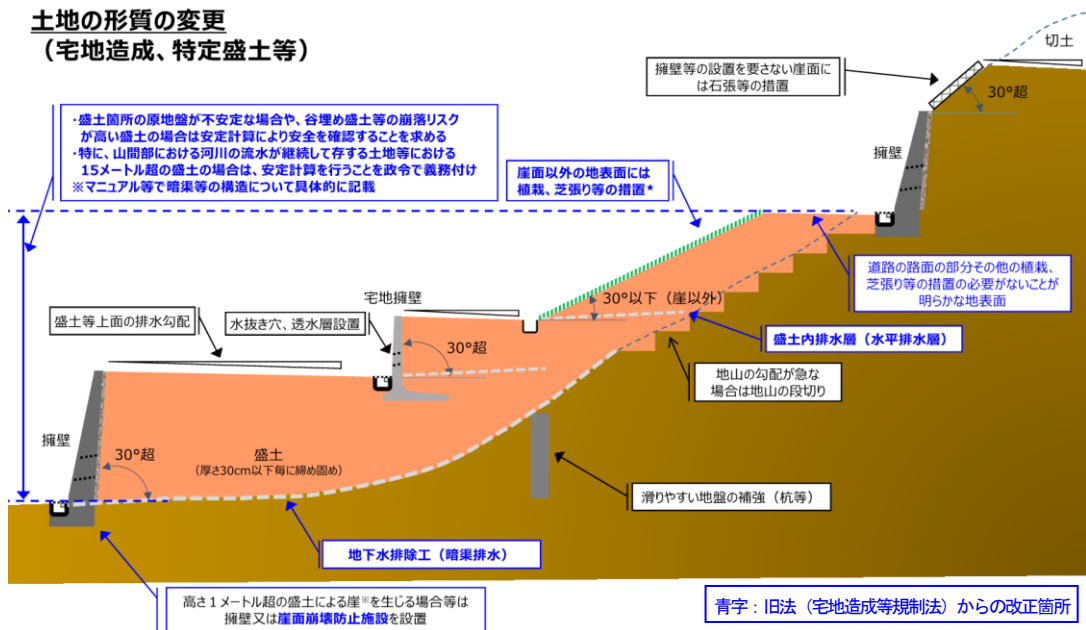 土地の形質の変更
（宅地造成、特定盛土等）
切土
擁壁等の設置を要さない崖面に
は石張等の措置
30°超
・盛土箇所の原地盤が不安定な場合や、谷埋め盛土等の崩落リスク
が高い盛土の場合は安定計算により安全を確認することを求める
・特に、山間部における河川の流水が継続して存する土地等における
15メートル超の盛土の場合は、安定計算を行うことを政令で義務付け
※マニュアル等で暗渠等の構造について具体的に記載
擁壁
崖面以外の地表面には
植栽、芝張り等の措置*
道路の路面の部分その他の植栽、
芝張り等の措置の必要がないことが
明らかな地表面
宅地擁壁
30°以下（崖以外）
盛土等上面の排水勾配
水抜き穴、透水層設置
盛土内排水層（水平排水層）
30°超
地山の勾配が急な
場合は地山の段切り
擁壁
30°超
盛土
（厚さ30cm以下毎に締め固め）
滑りやすい地盤の補強（杭等）
地下水排除工（暗渠排水）
高さ１メートル超の盛土による崖※を生じる場合等は
擁壁又は崖面崩壊防止施設を設置
青字：旧法（宅地造成等規制法）からの改正箇所